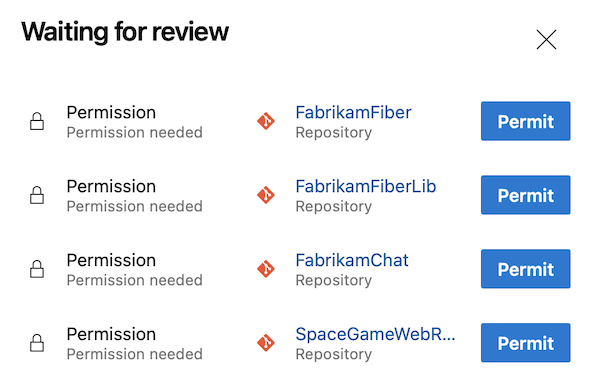 Waiting for review
Permission
Permission needed
FabrikamFiber
Repository
Permit
Permission
Permission needed
FabrikamFiberLib
Repository
Permit
Permission
Permission needed
FabrikamChat
Repository
Permit
Permission
Permission needed
SpaceGameWebR...
Repository
Permit